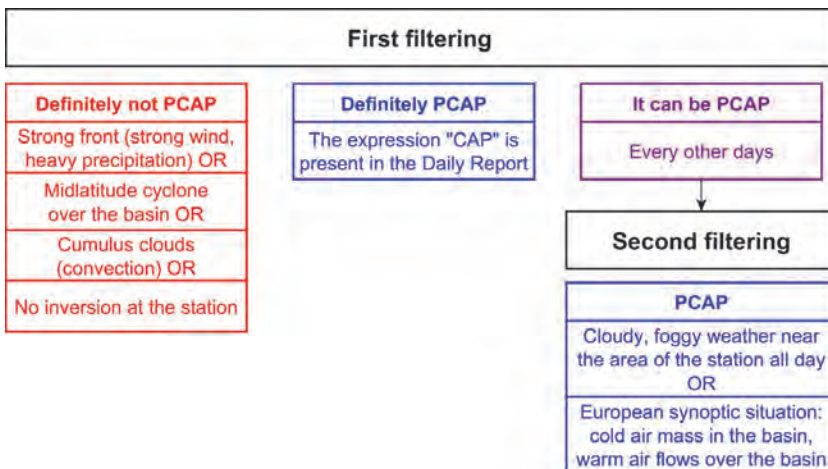 First filtering
Definitely not PCAP
Strong front (strong wind,
heavy precipitation) OR
Midlatitude cyclone
over the basin OR
Cumulus clouds
(convection) OR
No inversion at the station
Definitely PCAP
The expression "CAP" is
present in the Daily Report
It can be PCAP
Every other days
Second filtering
PCAP
Cloudy, foggy weather near
the area of the station all day
OR
European synoptic situation:
cold air mass in the basin,
warm air flows over the basin